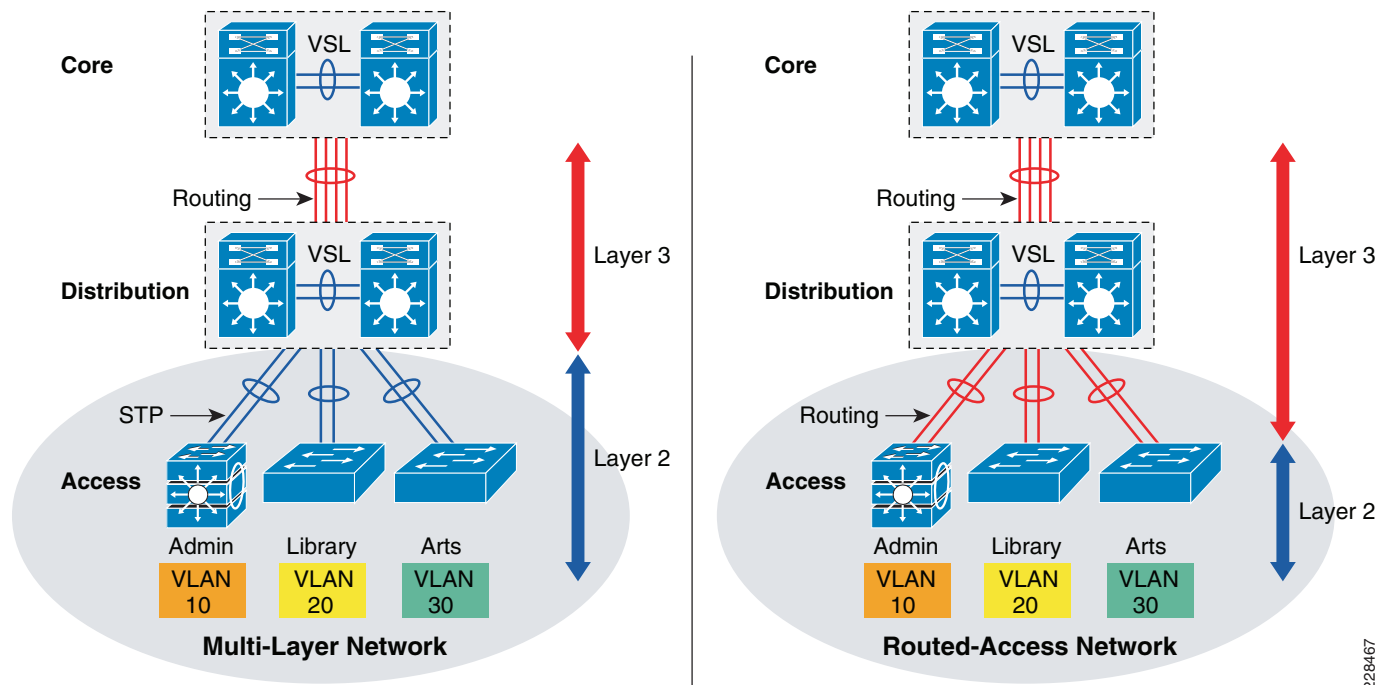 VSL
Core
Routing
VSL
Layer 3
Distribution
STP
Access
Layer 2
Admin
Library
Arts
VLAN
10
VLAN
20
VLAN
30
Multi-Layer Network
VSL
Core
Routing
VSL
Layer 3
Distribution
Routing
Access
Layer 2
Admin
Library
Arts
VLAN
10
VLAN
20
VLAN
30
Routed-Access Network
228467